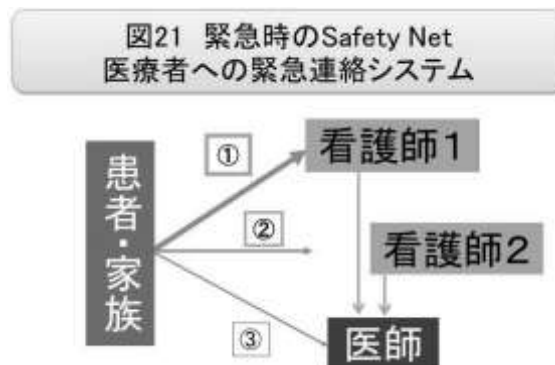 図21 緊急時のSafety Net
医療者への緊急連絡システム
患者・家族
①
看護師1
②
看護師2
③
医師